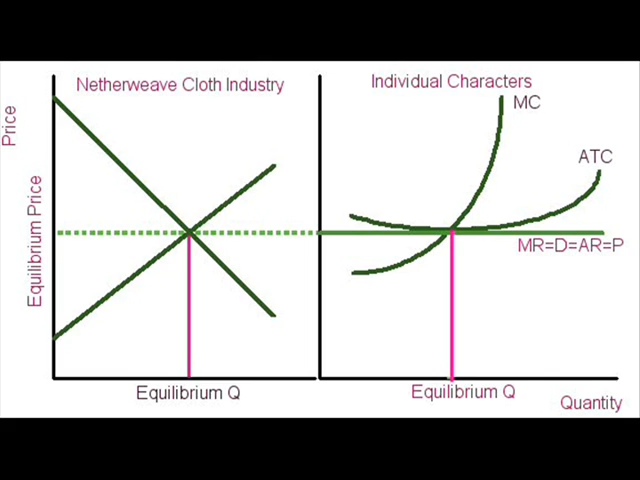 Netherweave Cloth Industry
Individual Characters
Price
MC
ATC
Equilibrium Price
MR=D=AR=P
Equilibrium Q
Equilibrium Q
Quantity